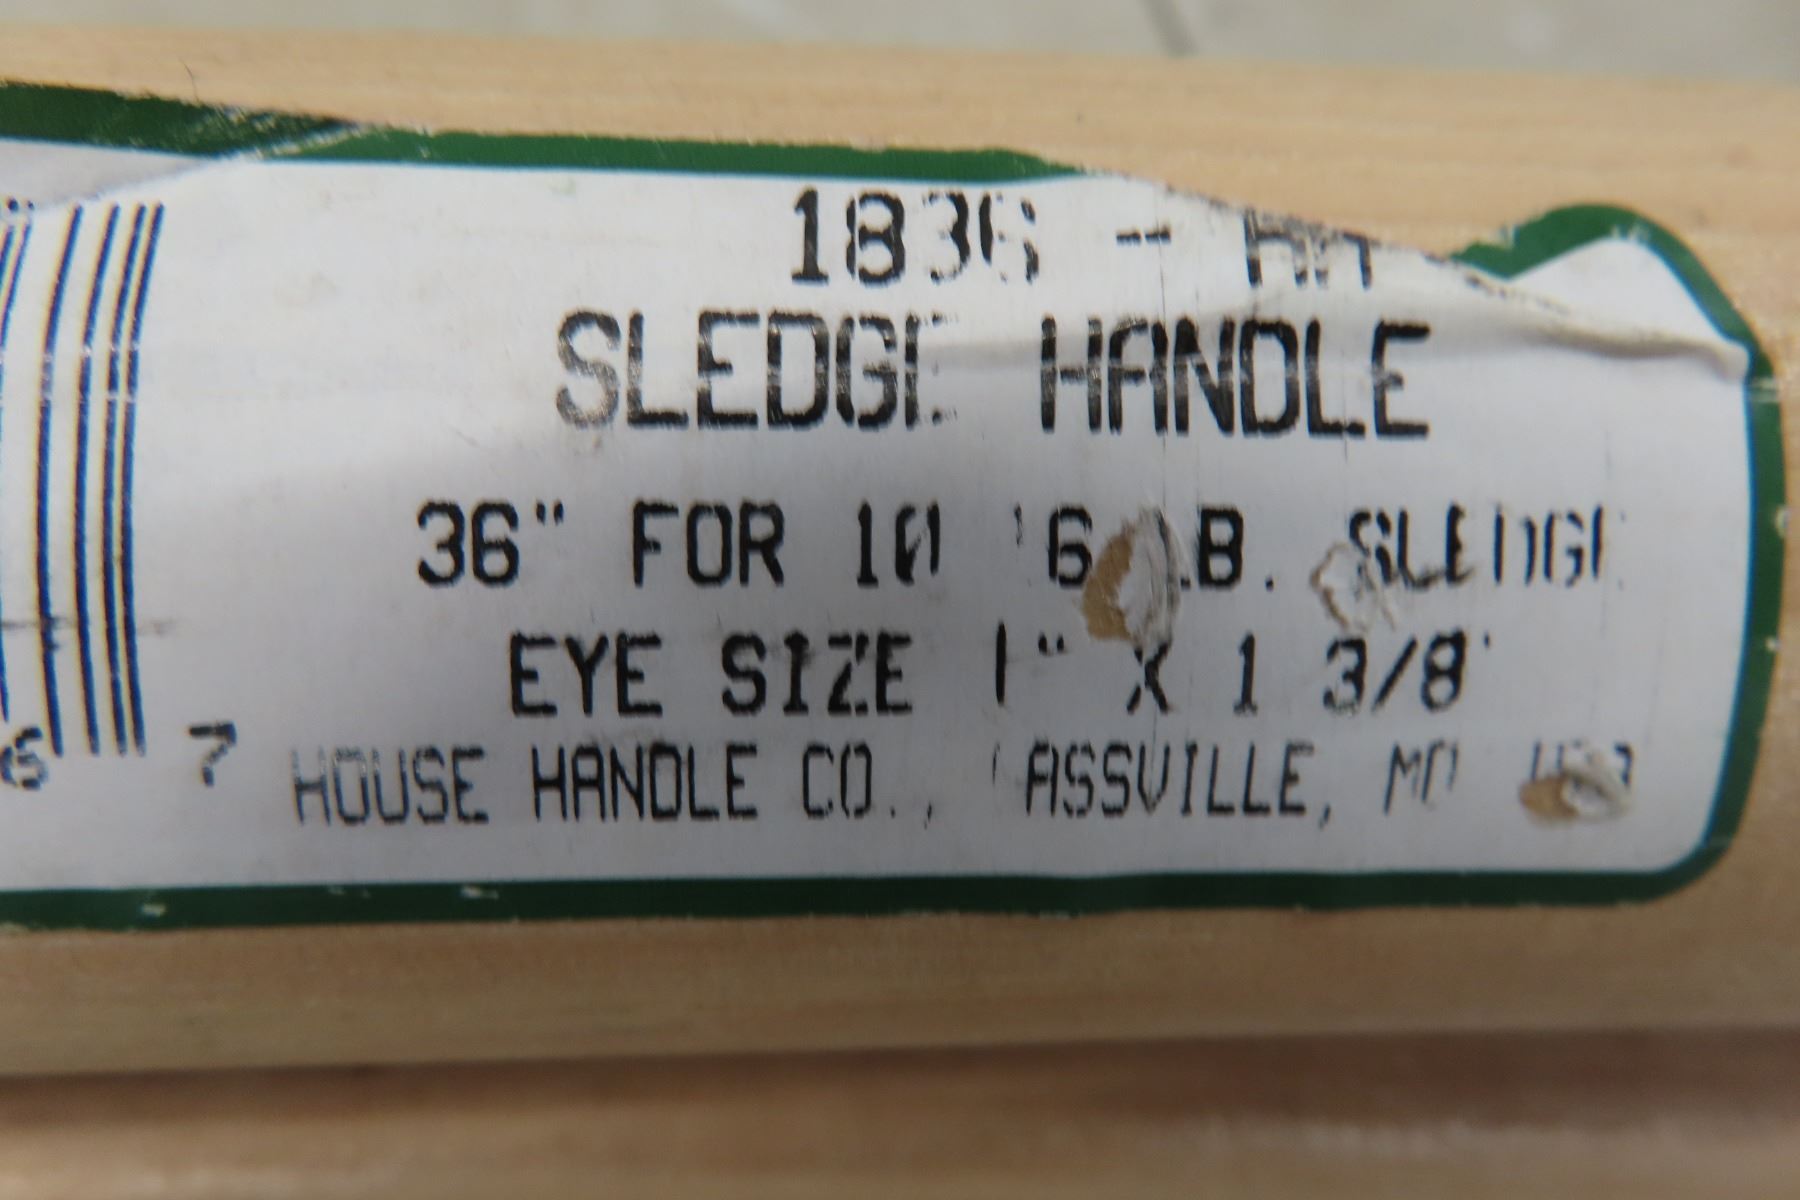 1836 -
SLEDGE HANDLE
36" FOR 10 16 LB. SLEDGE
EYE SIZE 1" X 1 3/8"
HOUSE HANDLE CO., CASSVILLE, MO
6 7